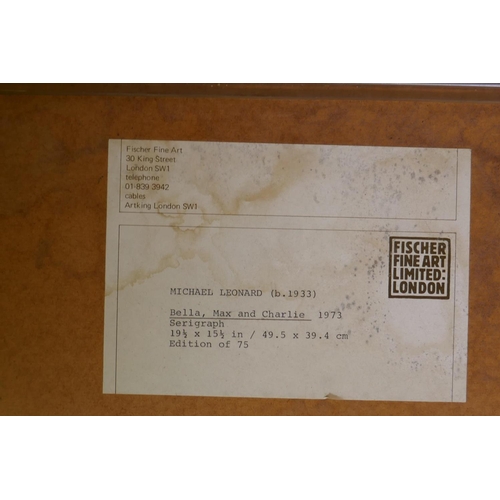 Fischer Fine Art
30 King Street
London SW1
telephone
01-839 3942
cables
Artking London SW1
FISCHER
FINE ART
LIMITED:
LONDON
MICHAEL LEONARD (b.1933)
Bella, Max and Charlie 1973
Serigraph
19½ x 15½ in / 49.5 x 39.4 cm
Edition of 75